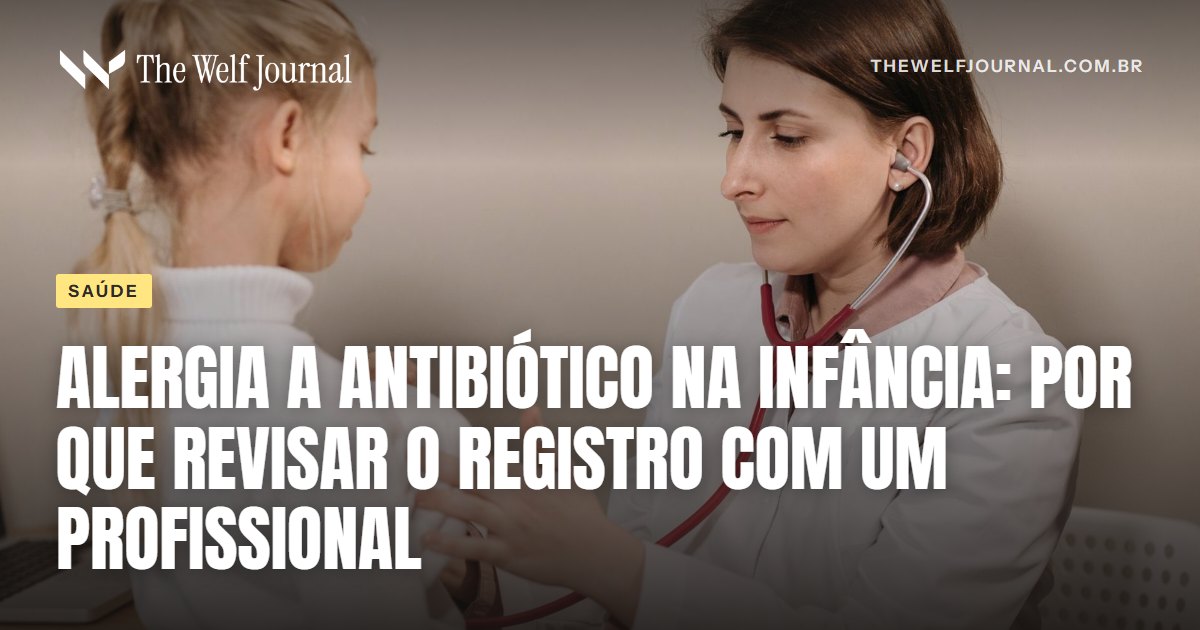 The Welf Journal
THEWELFJOURNAL.COM.BR
SAÚDE
ALERGIA A ANTIBIÓTICO NA INFÂNCIA: POR
QUE REVISAR O REGISTRO COM UM
PROFISSIONAL